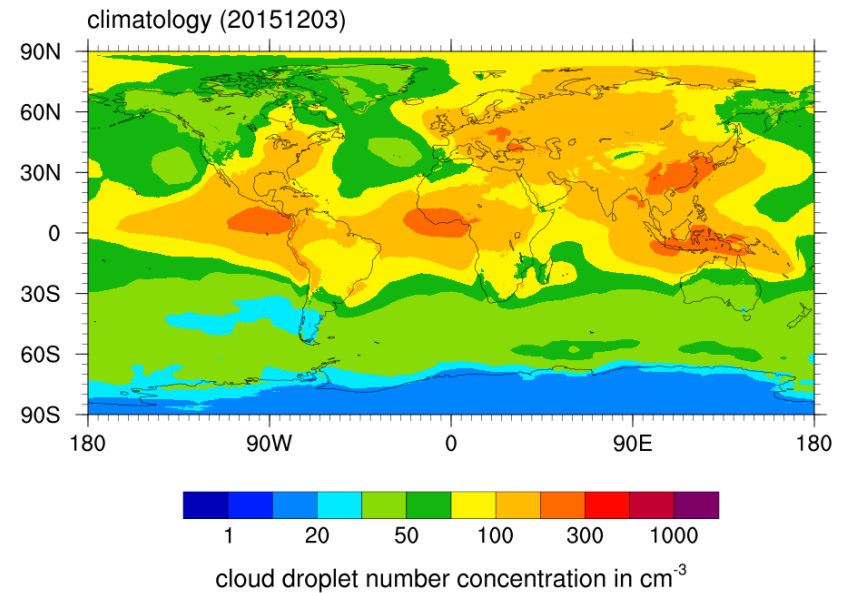 climatology (20151203)
90N
60N
30N
0
30S
60S
90S
180 90W 0 90E 180
1 20 50 100 300 1000
cloud droplet number concentration in cm-3